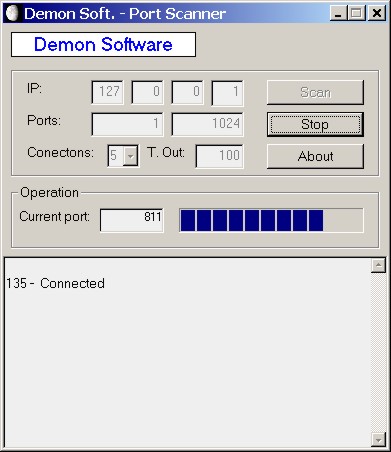 Demon Soft. - Port Scanner
Demon Software
IP: 127 0 0 1 Scan
Ports: 1 1024 Stop
Conectons: 5 T. Out: 100 About
Operation
Current port: 811
135 - Connected